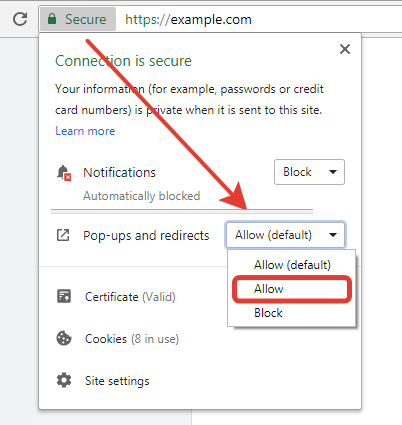 Secure https://example.com
Connection is secure
Your information (for example, passwords or credit
card numbers) is private when it is sent to this site.
Learn more
Notifications Block
Automatically blocked
Pop-ups and redirects Allow (default)
Allow (default)
Allow
Block
Certificate (Valid)
Cookies (8 in use)
Site settings